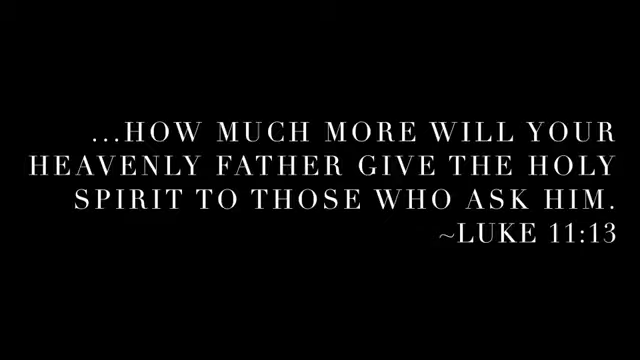 ...HOW MUCH MORE WILL YOUR
HEAVENLY FATHER GIVE THE HOLY
SPIRIT TO THOSE WHO ASK HIM.
~LUKE 11:13